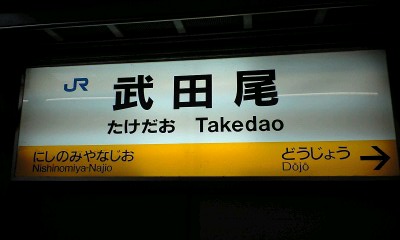 JR 武田尾
たけだお Takedao
にしのみやなじお どうじょう →
Nishinomiya-Najio Dōjō